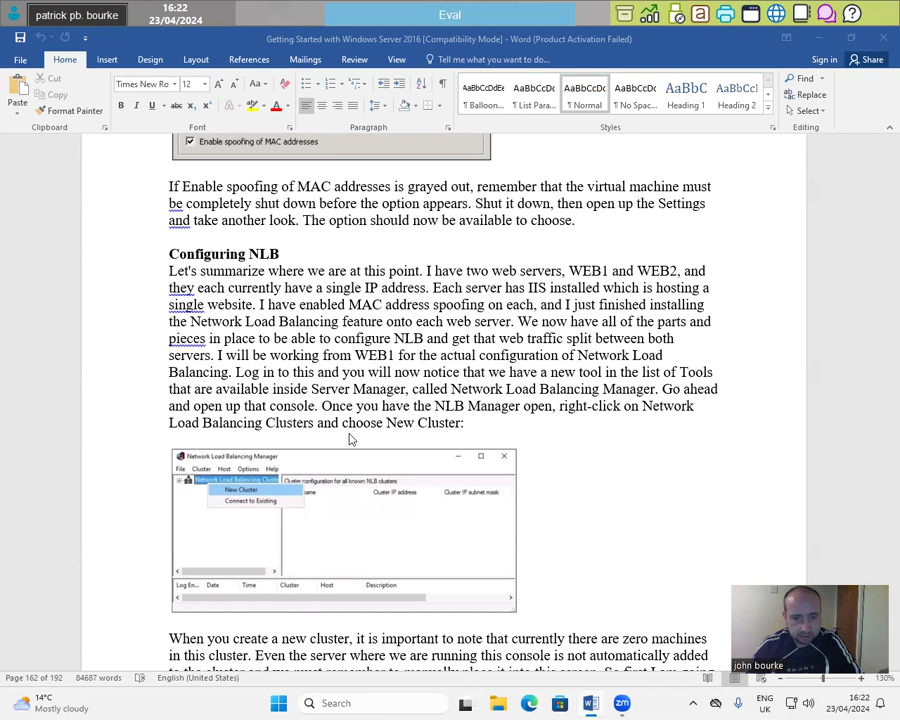 patrick pb. bourke
16:22
23/04/2024
Eval
Getting Started with Windows Server 2016 [Compatibility Mode] - Word (Product Activation Failed)
File Home Insert Design Layout References Mailings Review View Tell me what you want to do... Sign in Share
Paste
Cut
Copy
Format Painter
Clipboard
Times New Ro 12
Font
Paragraph
AaBbCcDdEe AaBbCcDc AaBbCcDc AaBbCcDc AaBbC AaBbCcl
¶ Balloon... ¶ List Para... ¶ Normal ¶ No Spac... Heading 1 Heading 2
Styles
Find
Replace
Select
Editing
Enable spoofing of MAC addresses
If Enable spoofing of MAC addresses is grayed out, remember that the virtual machine must
be completely shut down before the option appears. Shut it down, then open up the Settings
and take another look. The option should now be available to choose.
Configuring NLB
Let's summarize where we are at this point. I have two web servers, WEB1 and WEB2, and
they each currently have a single IP address. Each server has IIS installed which is hosting a
single website. I have enabled MAC address spoofing on each, and I just finished installing
the Network Load Balancing feature onto each web server. We now have all of the parts and
pieces in place to be able to configure NLB and get that web traffic split between both
servers. I will be working from WEB1 for the actual configuration of Network Load
Balancing. Log in to this and you will now notice that we have a new tool in the list of Tools
that are available inside Server Manager, called Network Load Balancing Manager. Go ahead
and open up that console. Once you have the NLB Manager open, right-click on Network
Load Balancing Clusters and choose New Cluster:
Network Load Balancing Manager
File Cluster Host Options Help
Network Load Balancing Cluste
Cluster configuration for all known NLB clusters
New Cluster
Connect to Existing
name Cluster IP address Cluster IP subnet mask
Log En... Date Time Cluster Host Description
When you create a new cluster, it is important to note that currently there are zero machines
in this cluster. Even the server where we are running this console is not automatically added
john bourke
Page 162 of 192 84687 words English (United Kingdom) 130%
14°C
Mostly cloudy
Search
ENG
UK
16:22
23/04/2024